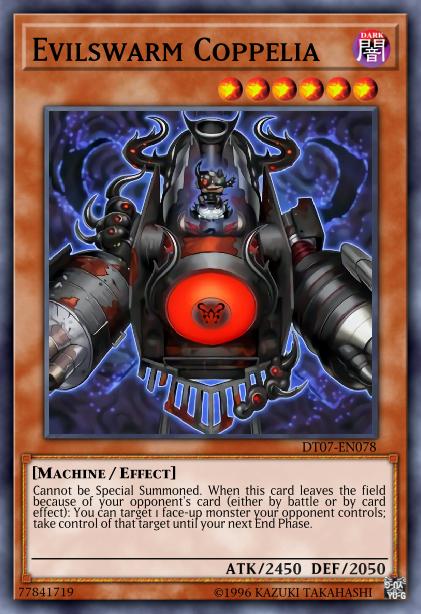 Evilswarm Coppelia
DARK
闇
DT07-EN078
[Machine / Effect]
Cannot be Special Summoned. When this card leaves the field
because of your opponent's card (either by battle or by card
effect): You can target 1 face-up monster your opponent controls;
take control of that target until your next End Phase.
ATK/2450 DEF/2050
77841719
©1996 KAZUKI TAKAHASHI